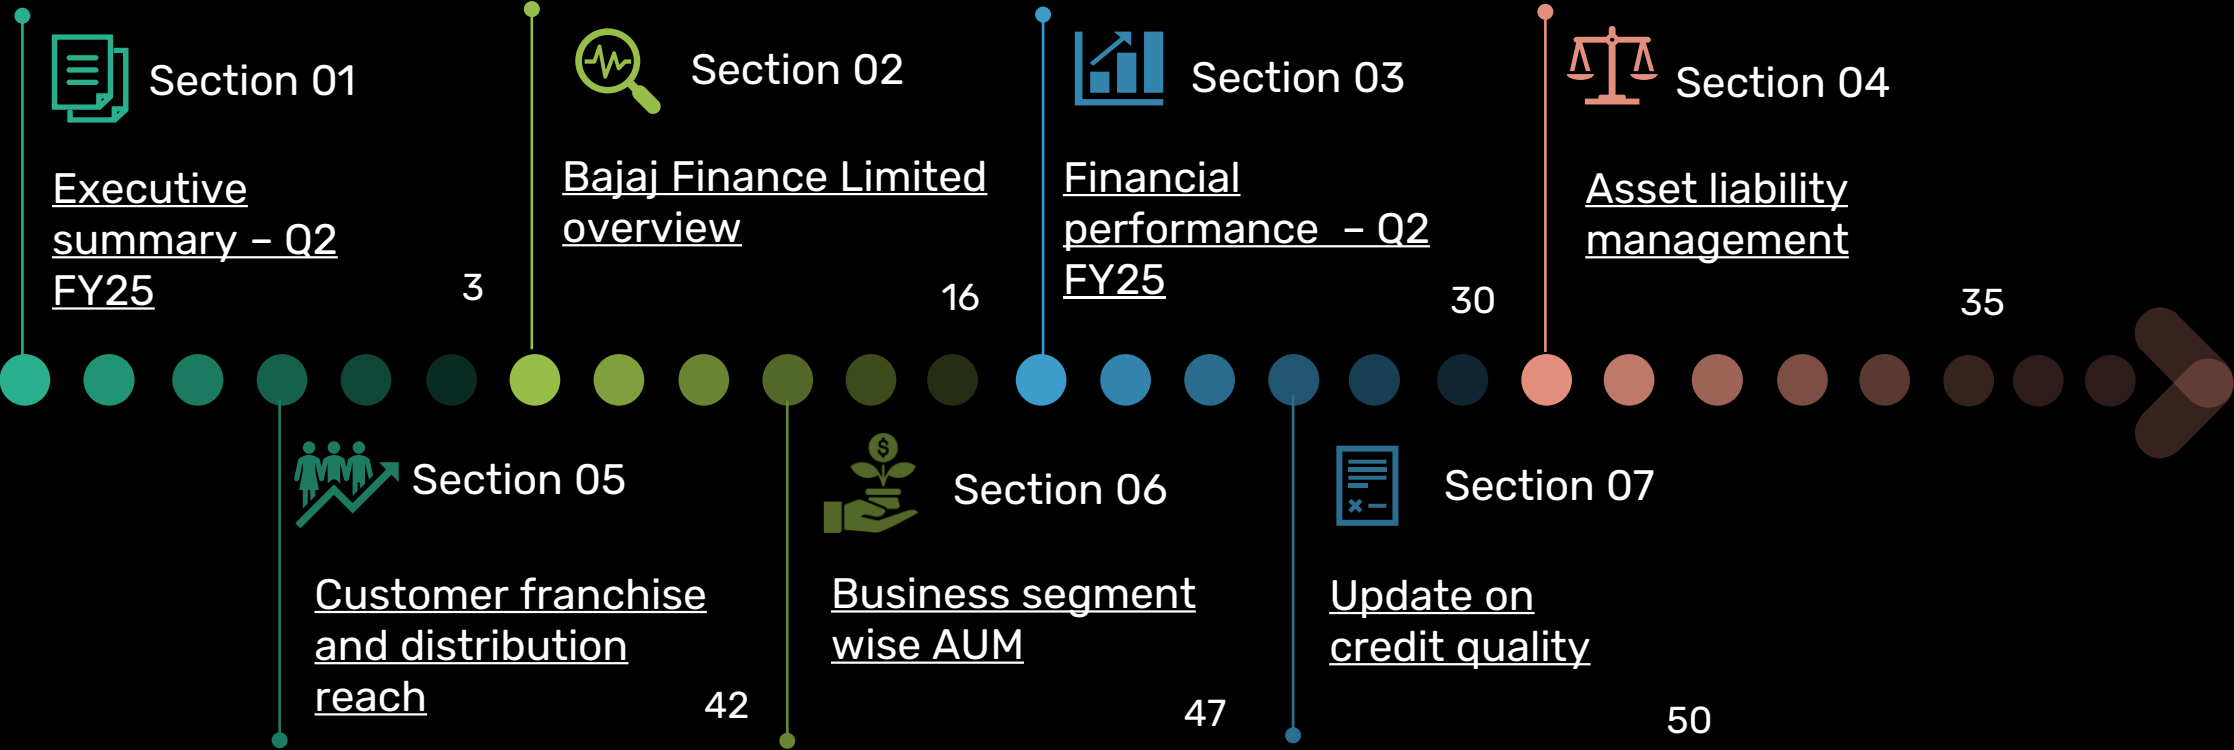 Section 01
Executive
summary – Q2
FY25
3
Section 02
Bajaj Finance Limited
overview
16
Section 03
Financial
performance  – Q2
FY25
30
Section 04
Asset liability
management
35
Section 05
Customer franchise
and distribution
reach
42
$
Section 06
Business segment
wise AUM
47
Section 07
Update on
credit quality
50